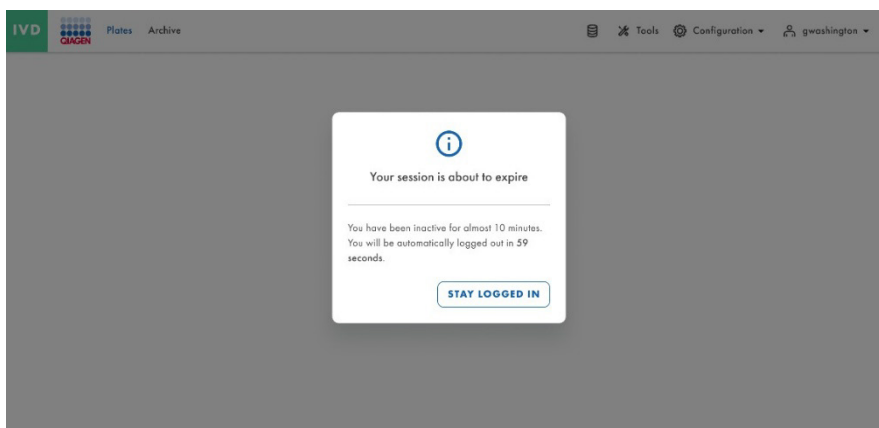 IVD
QIAGEN
Plates Archive
Tools Configuration gwashington
Your session is about to expire
You have been inactive for almost 10 minutes.
You will be automatically logged out in 59
seconds.
STAY LOGGED IN